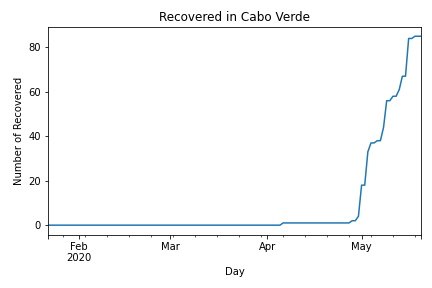 Recovered in Cabo Verde
Number of Recovered
80
60
40
20
0
Feb
2020
Mar
Apr
May
Day